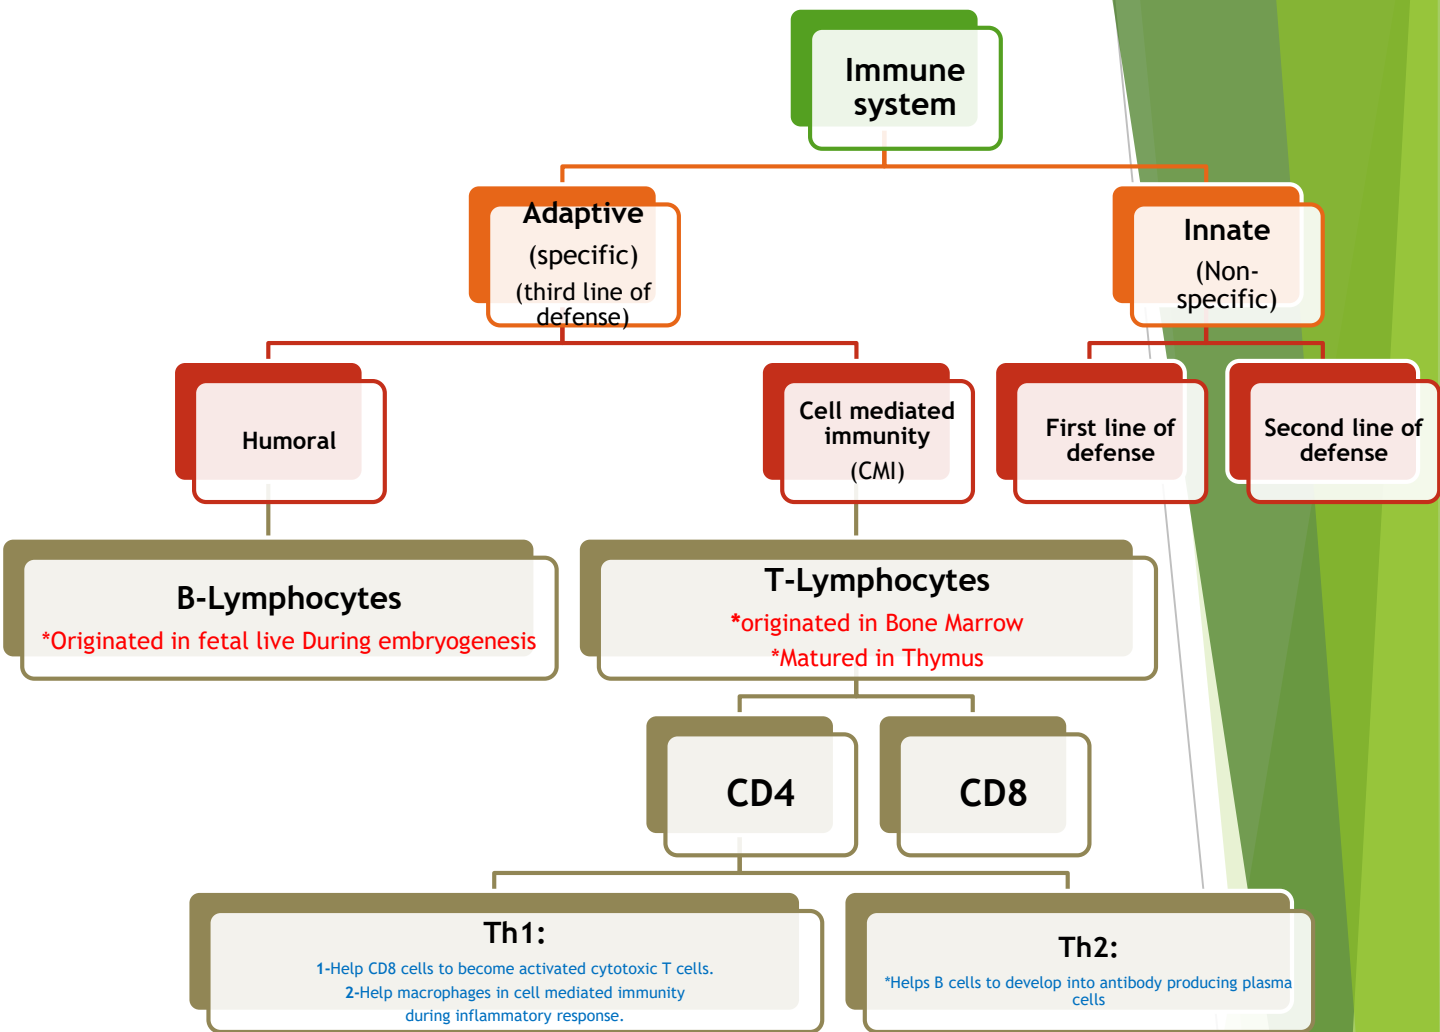 Immune
system
Adaptive
(specific)
(third line of
defense)
Innate
(Non-
specific)
Humoral
Cell mediated
immunity
(CMI)
First line of
defense
Second line of
defense
B-Lymphocytes
*Originated in fetal live During embryogenesis
T-Lymphocytes
*originated in Bone Marrow
*Matured in Thymus
CD4
CD8
Th1:
1-Help CD8 cells to become activated cytotoxic T cells.
2-Help macrophages in cell mediated immunity
during inflammatory response.
Th2:
*Helps B cells to develop into antibody producing plasma
cells